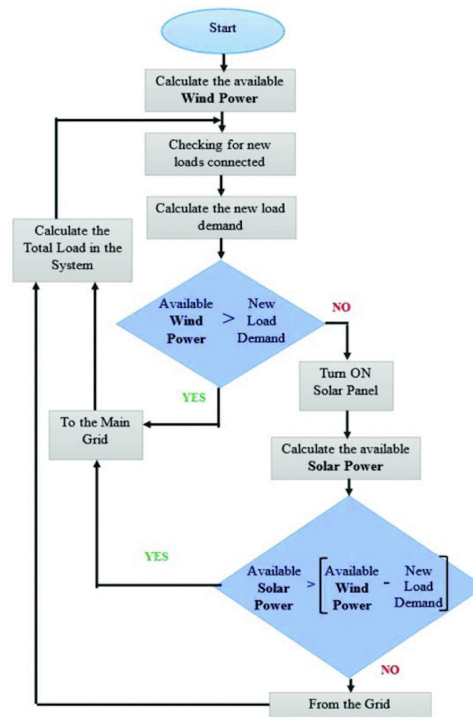 Start
Calculate the available
Wind Power
Checking for new
loads connected
Calculate the new load
demand
Calculate the
Total Load in the
System
Available
Wind
Power
>
New
Load
Demand
NO
YES
Turn ON
Solar Panel
To the Main
Grid
Calculate the available
Solar Power
YES
Available
Solar
Power
>
[
Available
Wind
Power
-
New
Load
Demand
]
NO
From the Grid